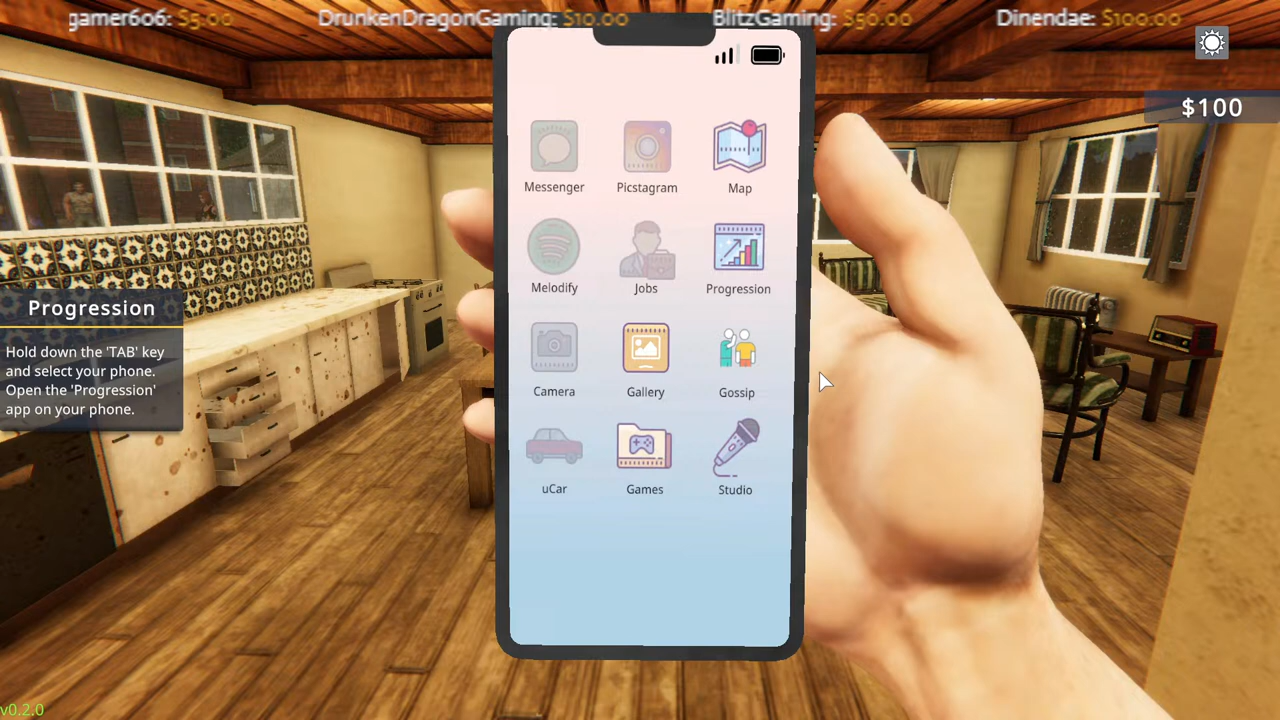 gamer606: $5.00 DrunkenDragonGaming: $10.00 BlitzGaming: $50.00 Dinendae: $100.00
$100
Messenger Picstagram Map
Melodify Jobs Progression
Camera Gallery Gossip
uCar Games Studio
Progression
Hold down the 'TAB' key
and select your phone.
Open the 'Progression'
app on your phone.
v0.2.0